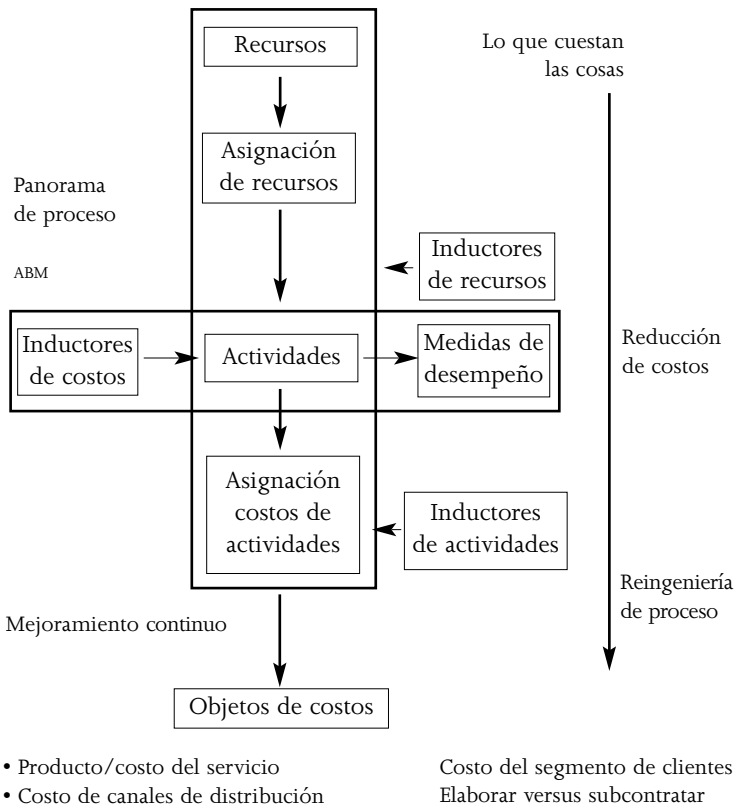 Recursos
Lo que cuestan
las cosas
Asignación
de recursos
Panorama
de proceso
ABM
Inductores
de recursos
Inductores
de costos
Actividades
Medidas de
desempeño
Reducción
de costos
Asignación
costos de
actividades
Inductores
de actividades
Reingeniería
de proceso
Mejoramiento continuo
Objetos de costos
• Producto/costo del servicio
Costo del segmento de clientes
• Costo de canales de distribución
Elaborar versus subcontratar